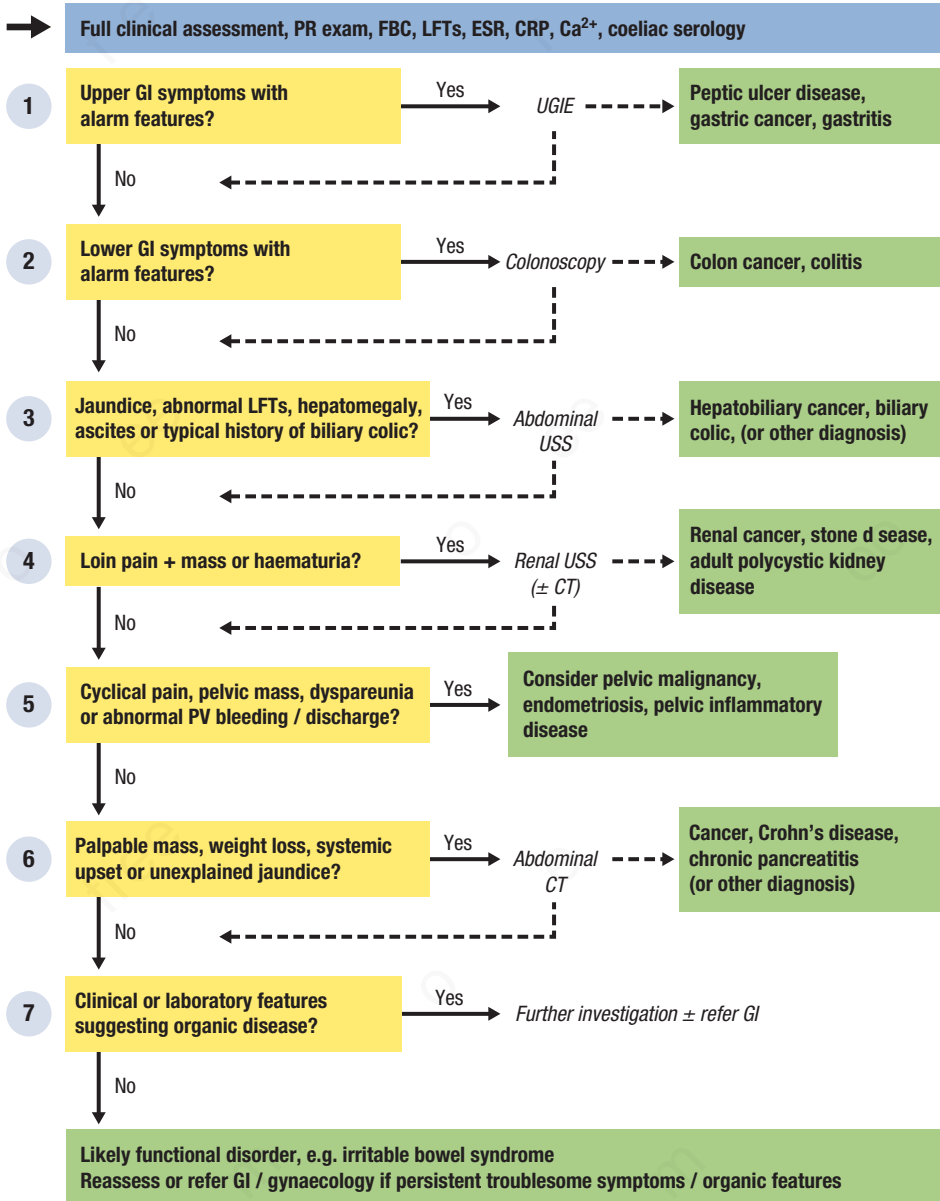 Full clinical assessment, PR exam, FBC, LFTs, ESR, CRP, Ca²⁺, coeliac serology
1
Upper GI symptoms with
alarm features?
Yes
UGIE
Peptic ulcer disease,
gastric cancer, gastritis
No
2
Lower GI symptoms with
alarm features?
Yes
Colonoscopy
Colon cancer, colitis
No
3
Jaundice, abnormal LFTs, hepatomegaly,
ascites or typical history of biliary colic?
Yes
Abdominal
USS
Hepatobiliary cancer, biliary
colic, (or other diagnosis)
No
4
Loin pain + mass or haematuria?
Yes
Renal USS
(± CT)
Renal cancer, stone d sease,
adult polycystic kidney
disease
No
5
Cyclical pain, pelvic mass, dyspareunia
or abnormal PV bleeding / discharge?
Yes
Consider pelvic malignancy,
endometriosis, pelvic inflammatory
disease
No
6
Palpable mass, weight loss, systemic
upset or unexplained jaundice?
Yes
Abdominal
CT
Cancer, Crohn's disease,
chronic pancreatitis
(or other diagnosis)
No
7
Clinical or laboratory features
suggesting organic disease?
Yes
Further investigation ± refer GI
No
Likely functional disorder, e.g. irritable bowel syndrome
Reassess or refer GI / gynaecology if persistent troublesome symptoms / organic features